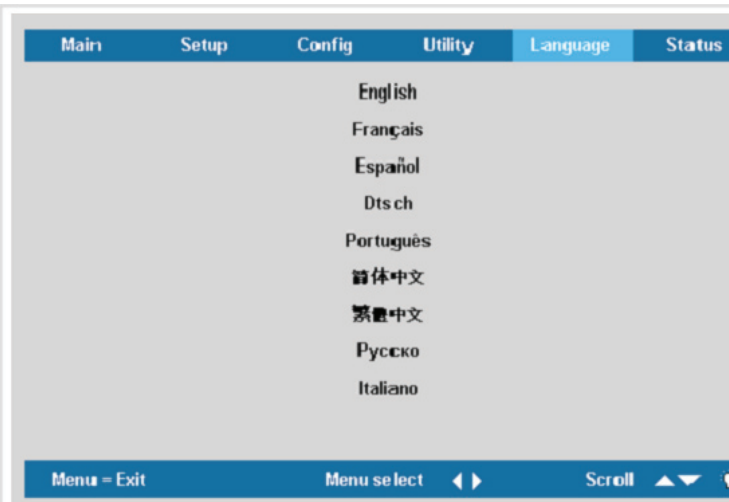 Main Setup Config Utility Language Status
English
Français
Español
Dtsch
Português
简体中文
繁體中文
Русско
Italiano
Menu = Exit Menu select Scroll